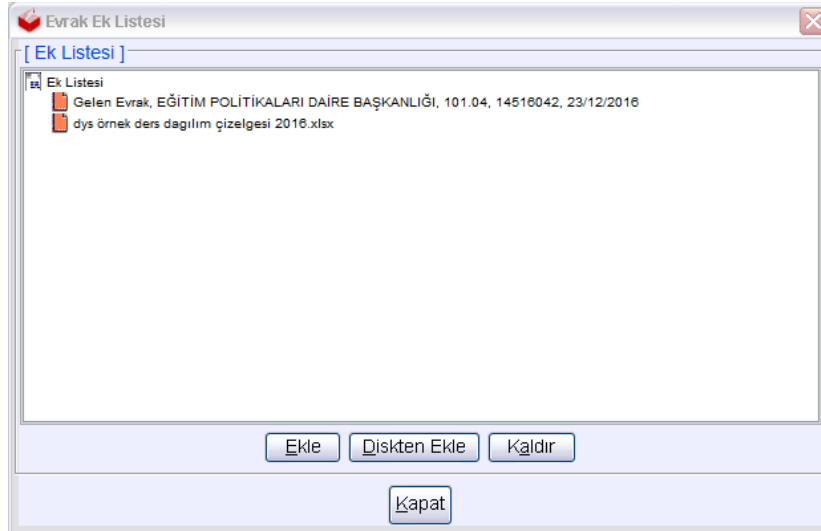 Evrak Ek Listesi
[ Ek Listesi ]
Ek Listesi
Gelen Evrak, EĞİTİM POLİTİKALARI DAİRE BAŞKANLIĞI, 101.04, 14516042, 23/12/2016
dys örnek ders dagılım çizelgesi 2016.xlsx
Ekle Diskten Ekle Kaldır
Kapat